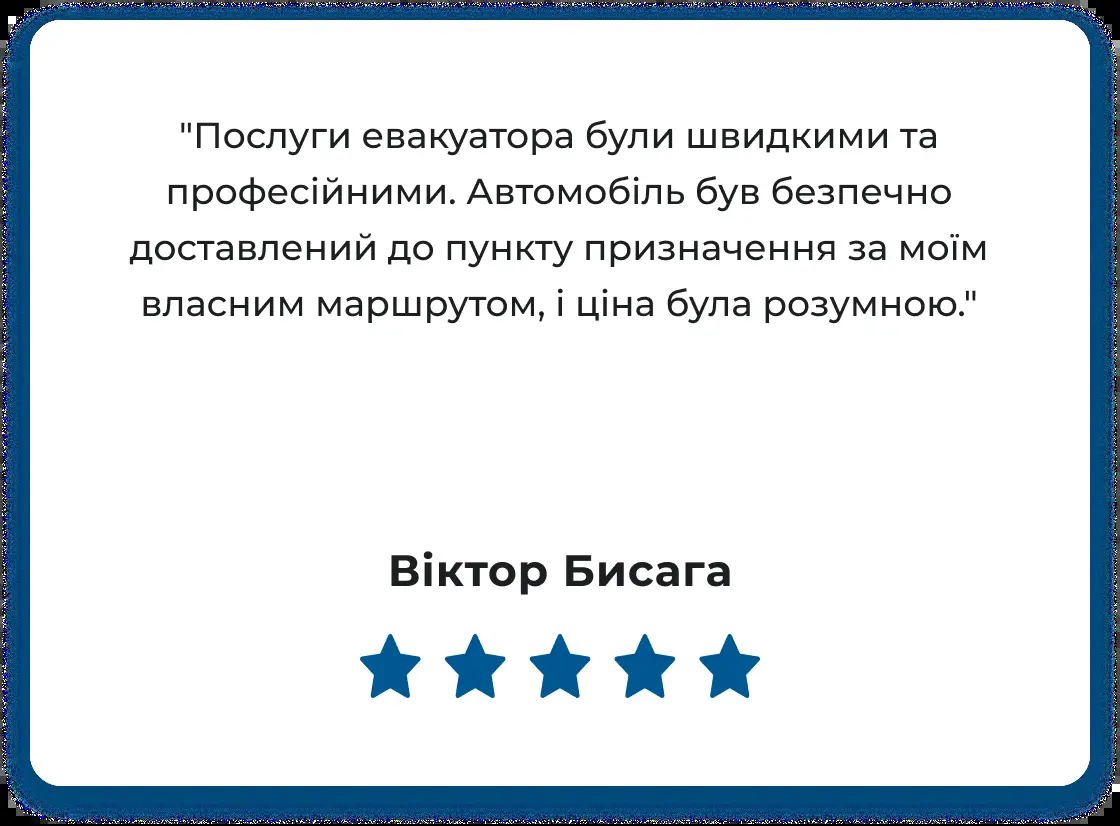 "Послуги евакуатора були швидкими та
професійними. Автомобіль був безпечно
доставлений до пункту призначення за моїм
власним маршрутом, і ціна була розумною."
Віктор Бисага